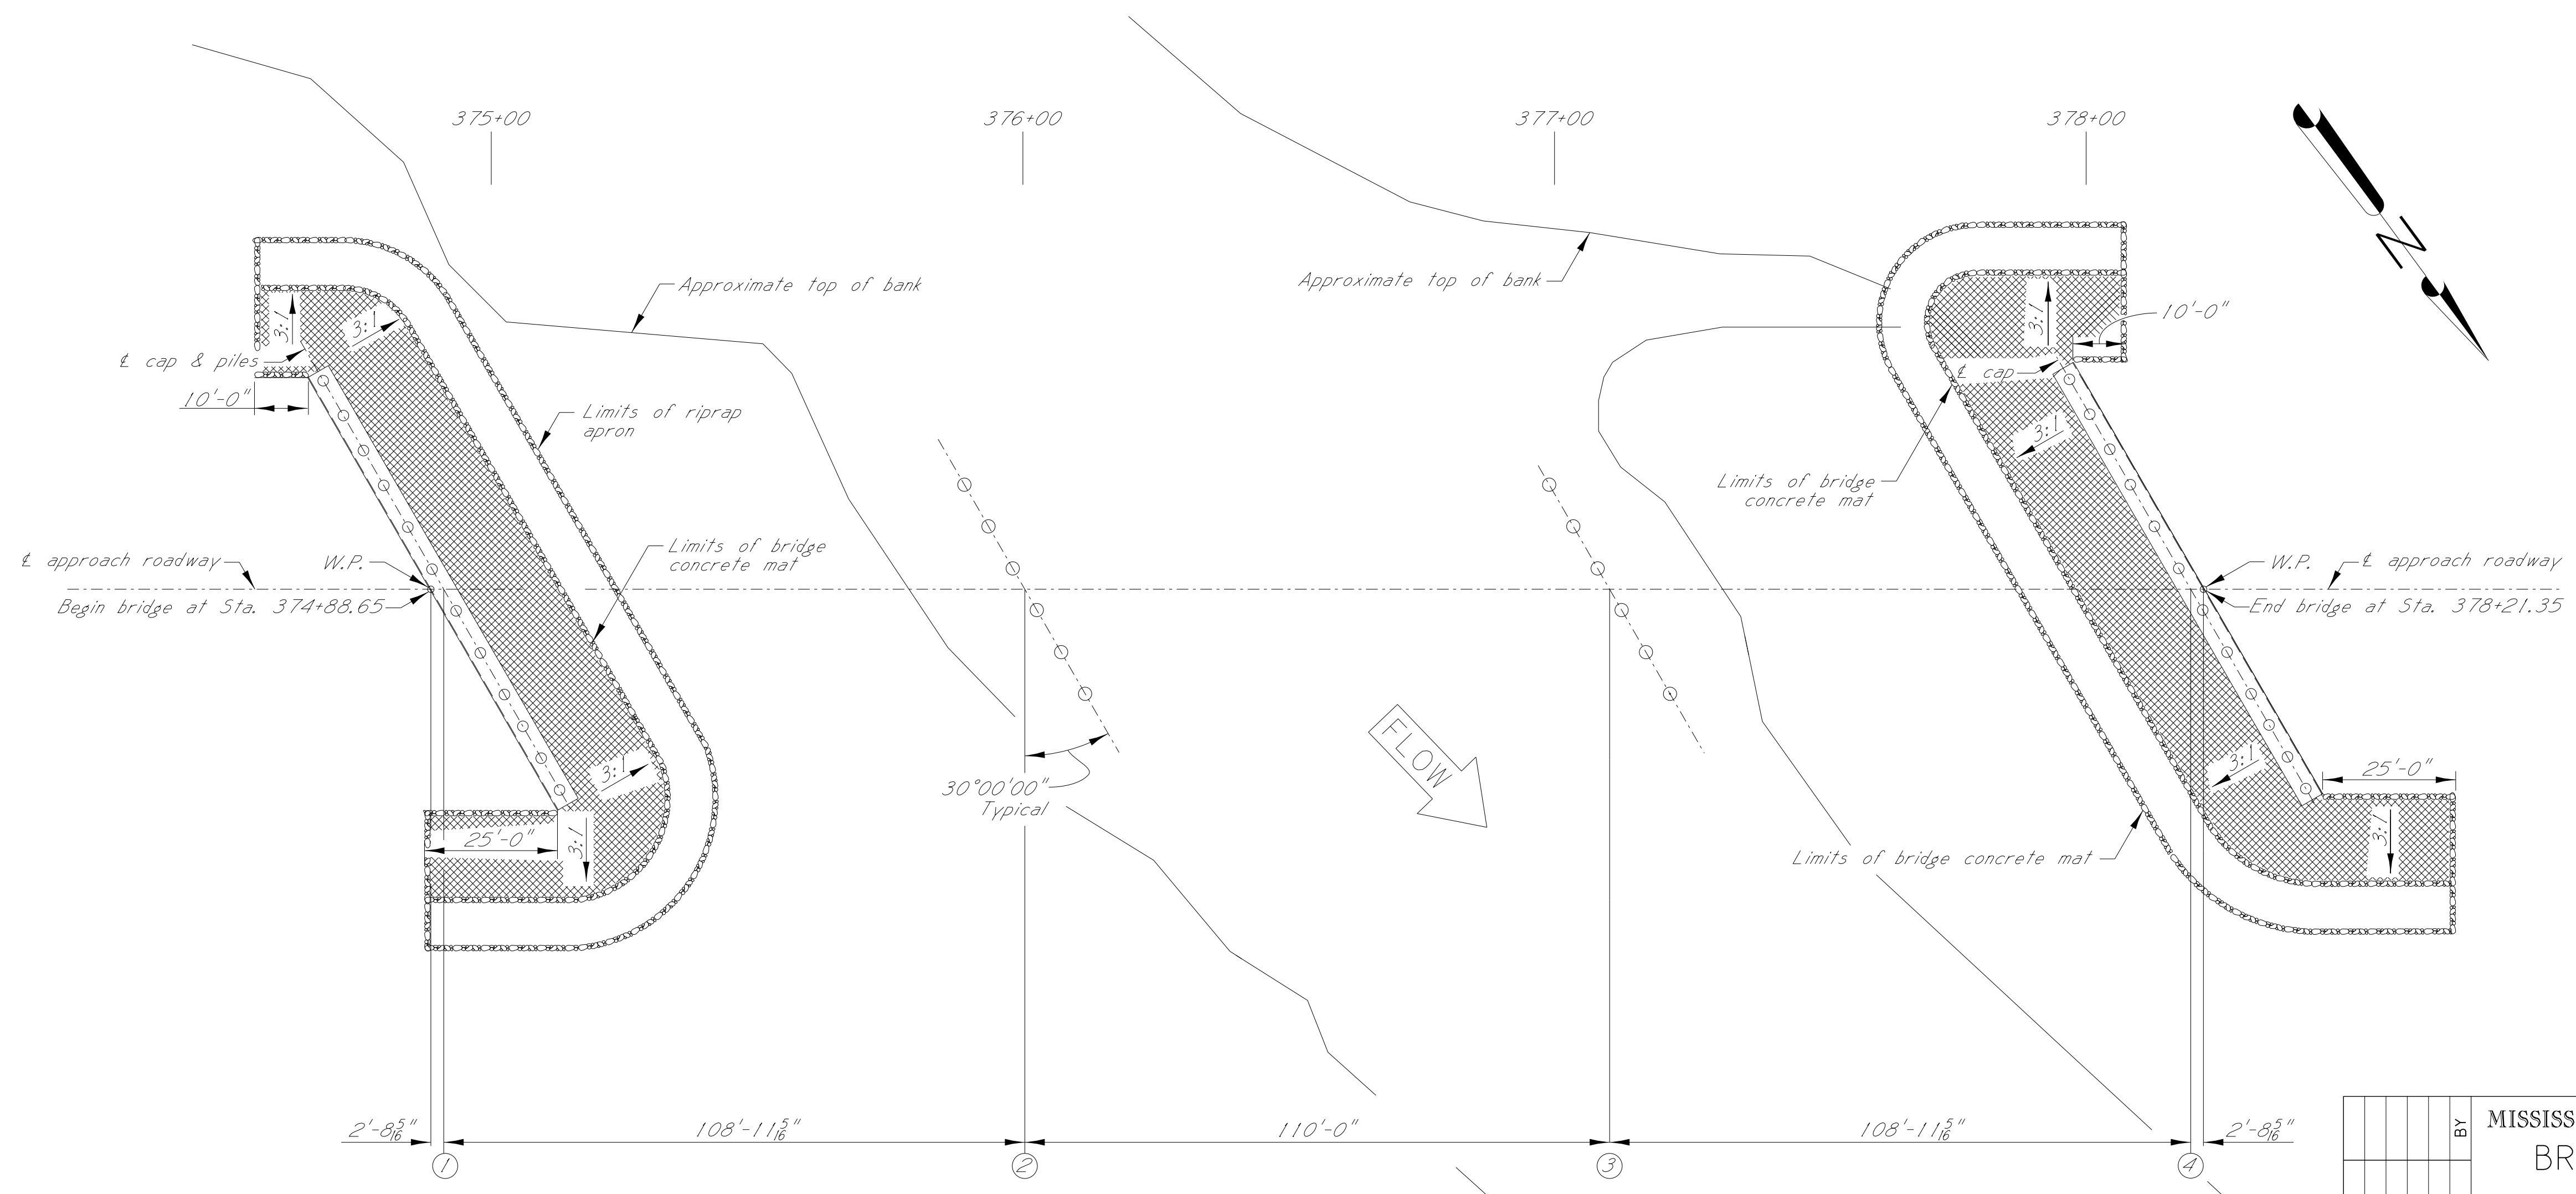 375+00 376+00 377+00 378+00
N
Approximate top of bank
Approximate top of bank
3:1
3:1
℄ cap & piles
10'-0"
Limits of riprap
apron
3:1
10'-0"
℄ cap
3:1
Limits of bridge
concrete mat
Limits of bridge
concrete mat
℄ approach roadway
W.P.
Begin bridge at Sta. 374+88.65
W.P.
℄ approach roadway
End bridge at Sta. 378+21.35
3:1
25'-0"
3:1
30°00'00"
Typical
FLOW
3:1
25'-0"
3:1
Limits of bridge concrete mat
2'-8 5/16" 108'-11 5/16" 110'-0" 108'-11 5/16" 2'-8 5/16"
1 2 3 4
BY
MISSISS
BR